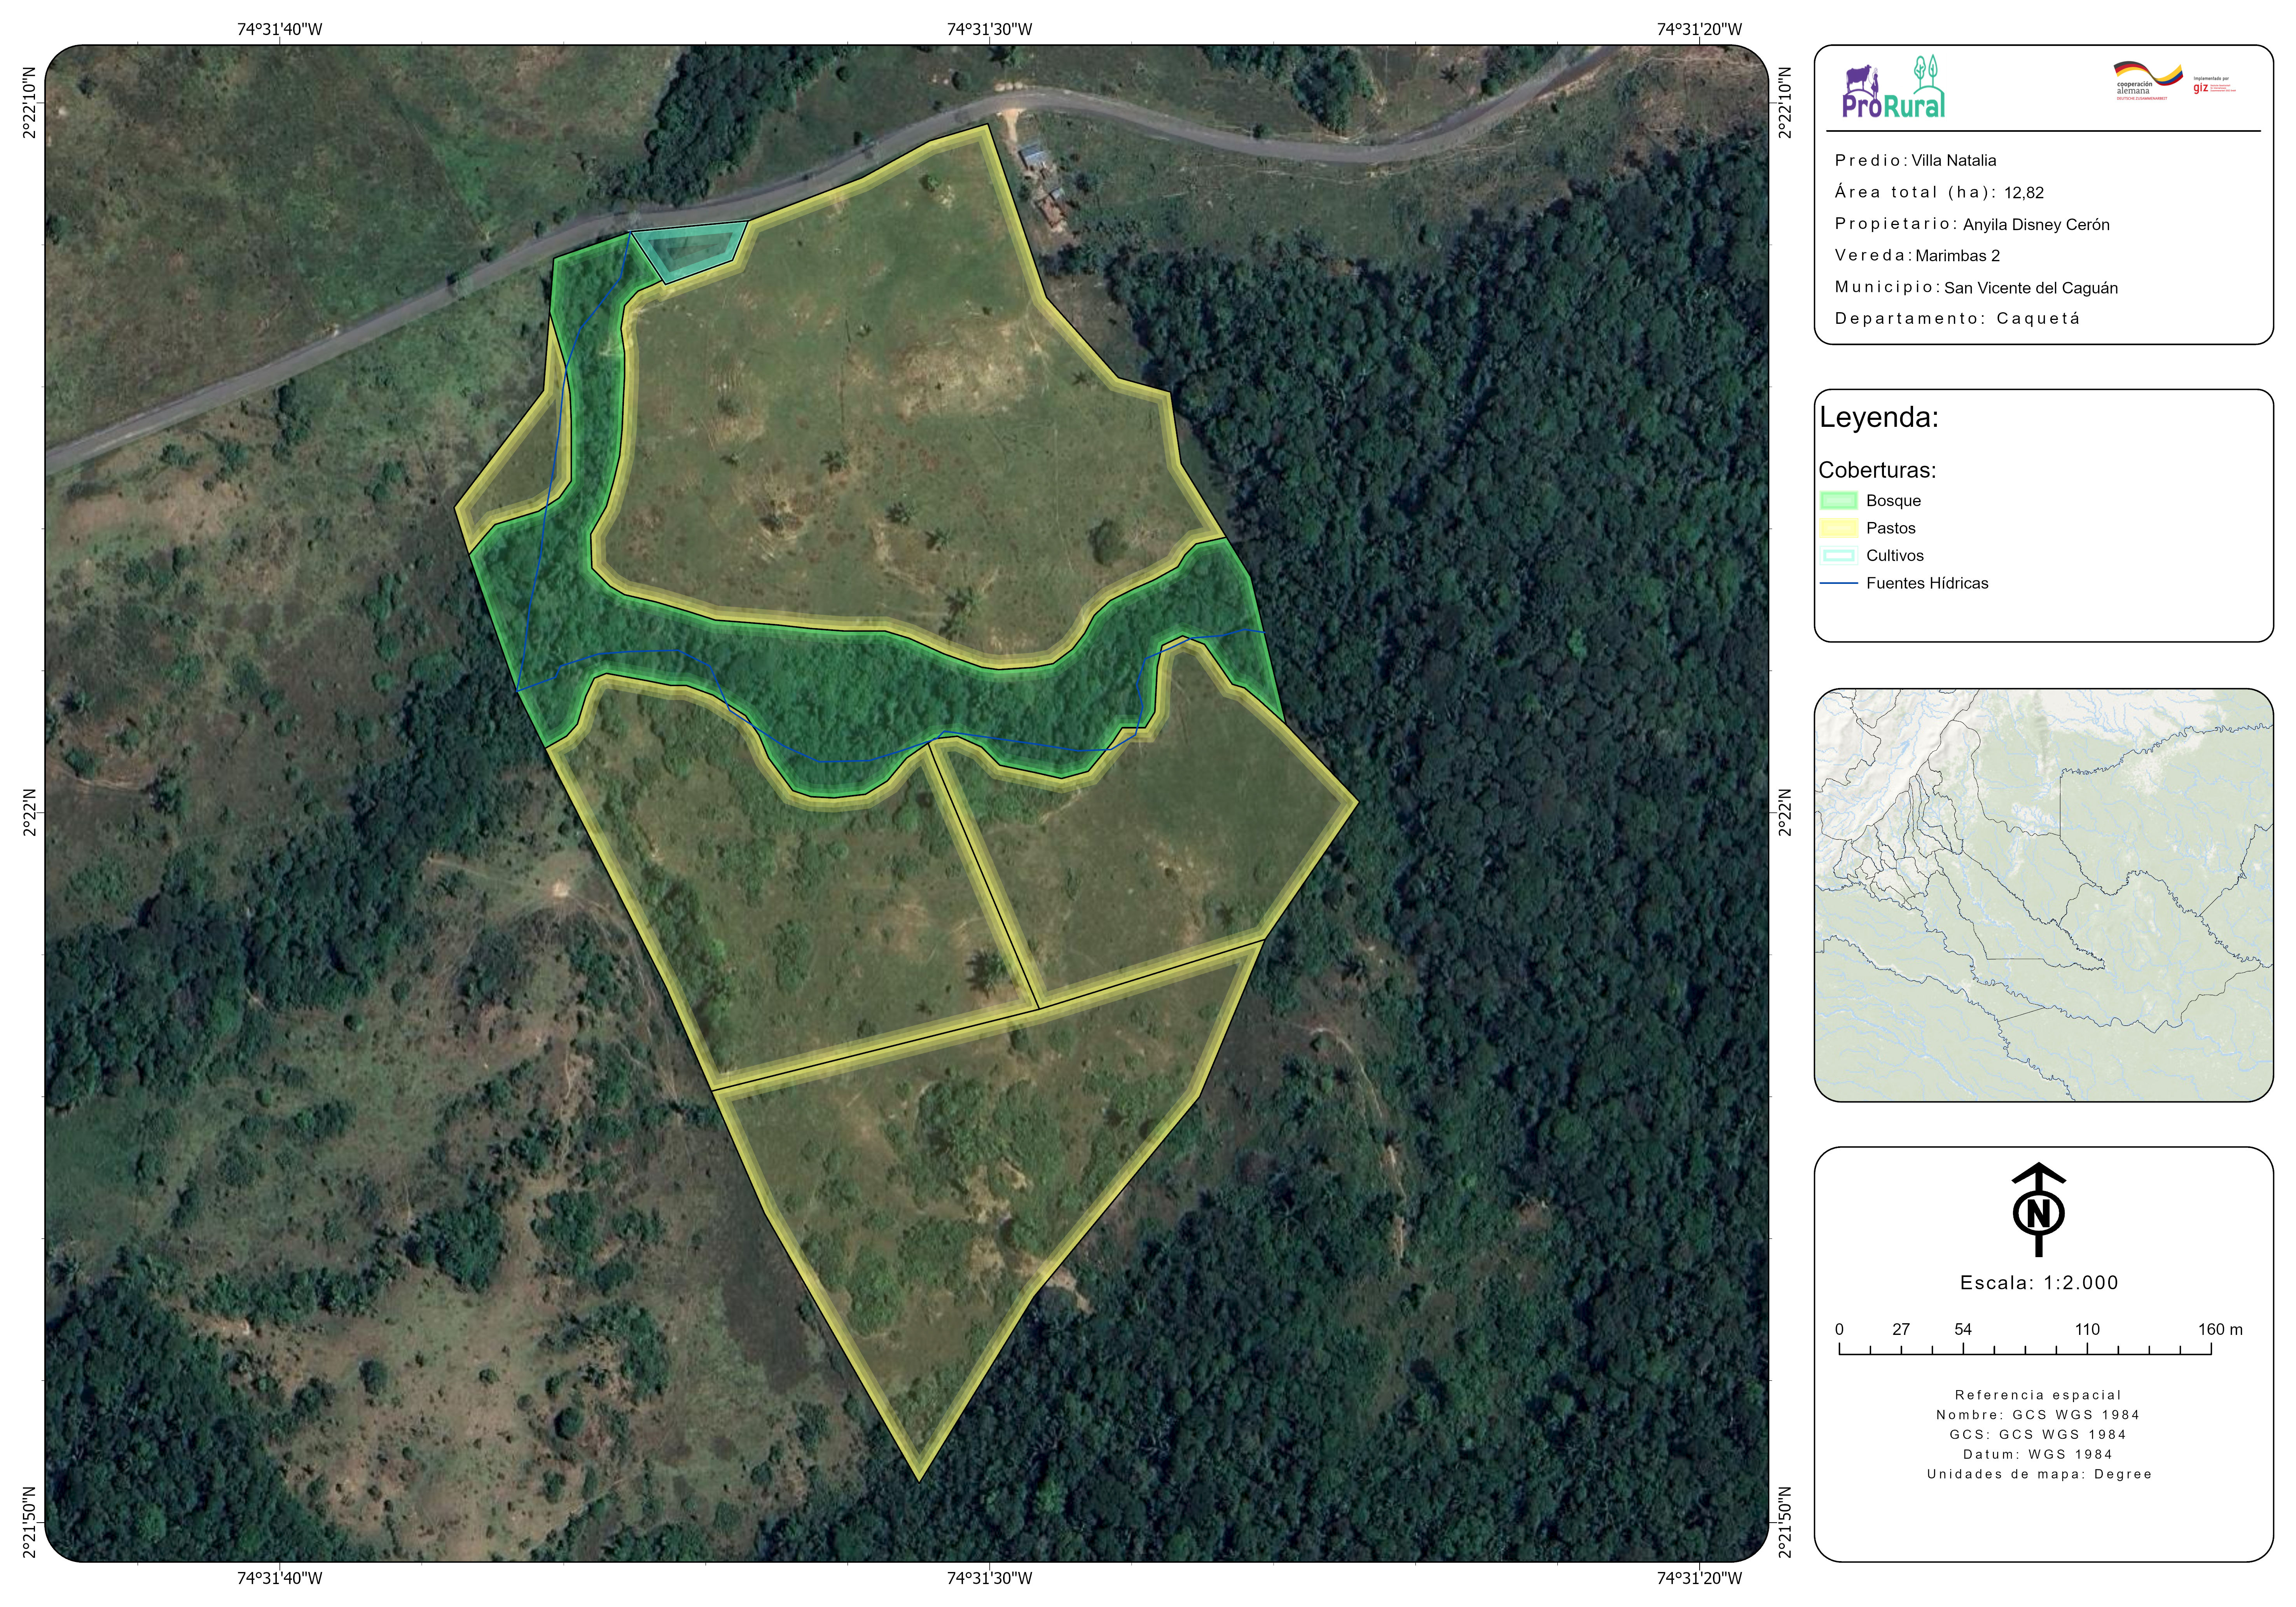 74°31'40"W 74°31'30"W 74°31'20"W
2°22'10"N
2°22'10"N
2°22'N
2°22'N
2°21'50"N
2°21'50"N
74°31'40"W 74°31'30"W 74°31'20"W
ProRural
cooperación
alemana
DEUTSCHE ZUSAMMENARBEIT
Implementada por
giz
Predio: Villa Natalia
Área total (ha): 12,82
Propietario: Anyila Disney Cerón
Vereda: Marimbas 2
Municipio: San Vicente del Caguán
Departamento: Caquetá
Leyenda:
Coberturas:
Bosque
Pastos
Cultivos
Fuentes Hídricas
N
Escala: 1:2.000
0 27 54 110 160 m
Referencia espacial
Nombre: GCS WGS 1984
GCS: GCS WGS 1984
Datum: WGS 1984
Unidades de mapa: Degree